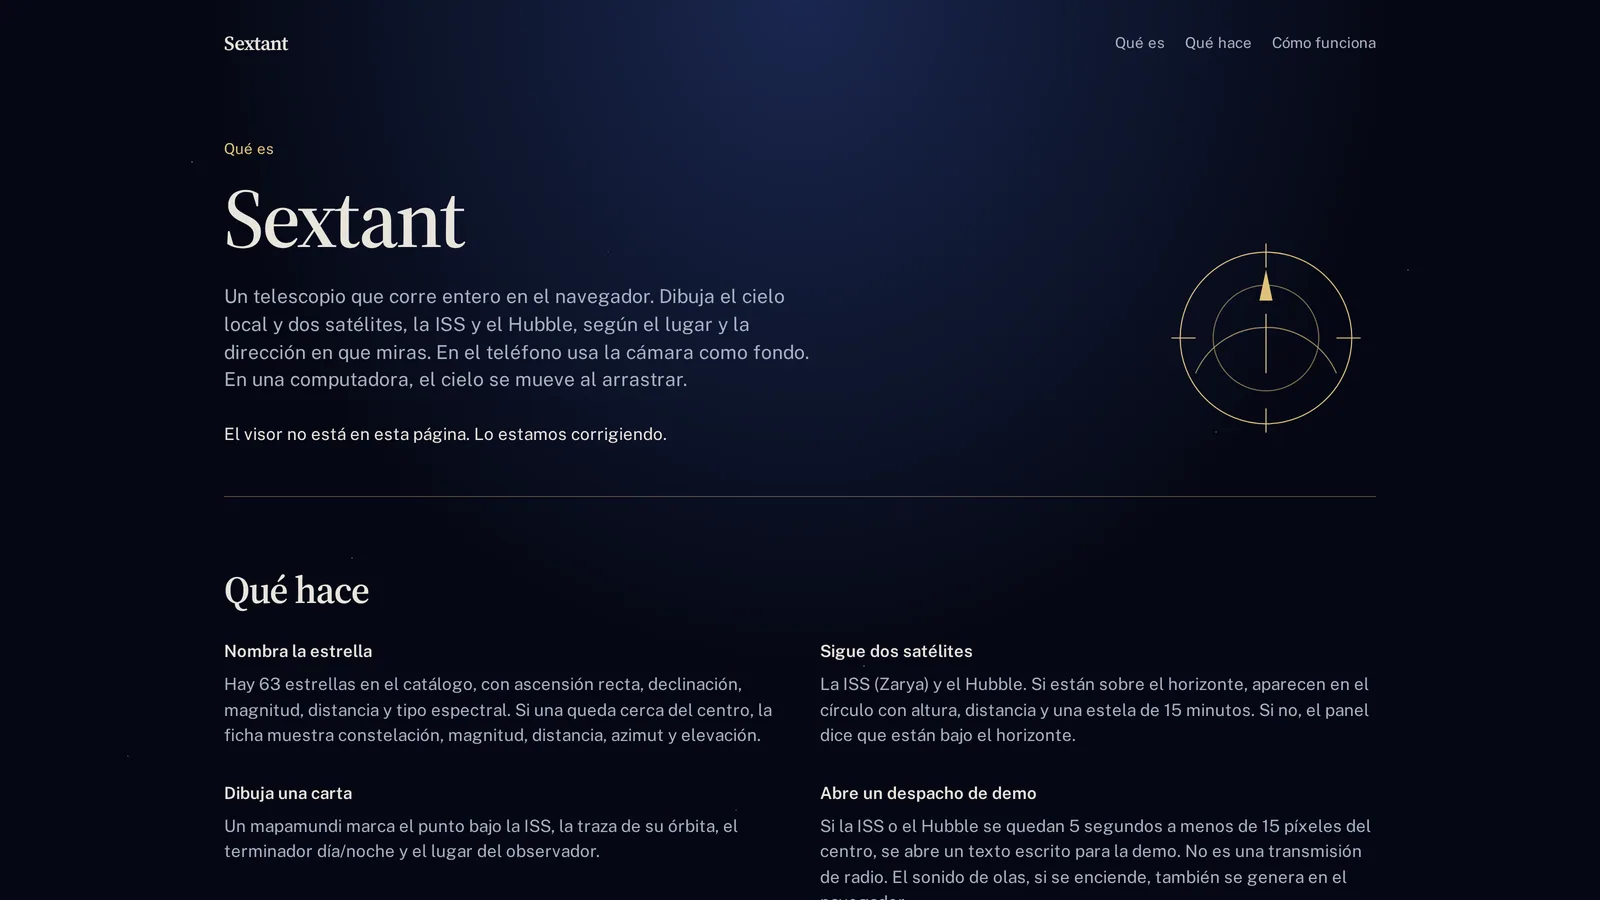 Sextant
Qué es
Qué hace
Cómo funciona
Qué es
Sextant
Un telescopio que corre entero en el navegador. Dibuja el cielo
local y dos satélites, la ISS y el Hubble, según el lugar y la
dirección en que miras. En el teléfono usa la cámara como fondo.
En una computadora, el cielo se mueve al arrastrar.
El visor no está en esta página. Lo estamos corrigiendo.
Qué hace
Nombra la estrella
Hay 63 estrellas en el catálogo, con ascensión recta, declinación,
magnitud, distancia y tipo espectral. Si una queda cerca del centro, la
ficha muestra constelación, magnitud, distancia, azimut y elevación.
Sigue dos satélites
La ISS (Zarya) y el Hubble. Si están sobre el horizonte, aparecen en el
círculo con altura, distancia y una estela de 15 minutos. Si no, el panel
dice que están bajo el horizonte.
Dibuja una carta
Un mapamundi marca el punto bajo la ISS, la traza de su órbita, el
terminador día/noche y el lugar del observador.
Abre un despacho de demo
Si la ISS o el Hubble se quedan 5 segundos a menos de 15 píxeles del
centro, se abre un texto escrito para la demo. No es una transmisión
de radio. El sonido de olas, si se enciende, también se genera en el